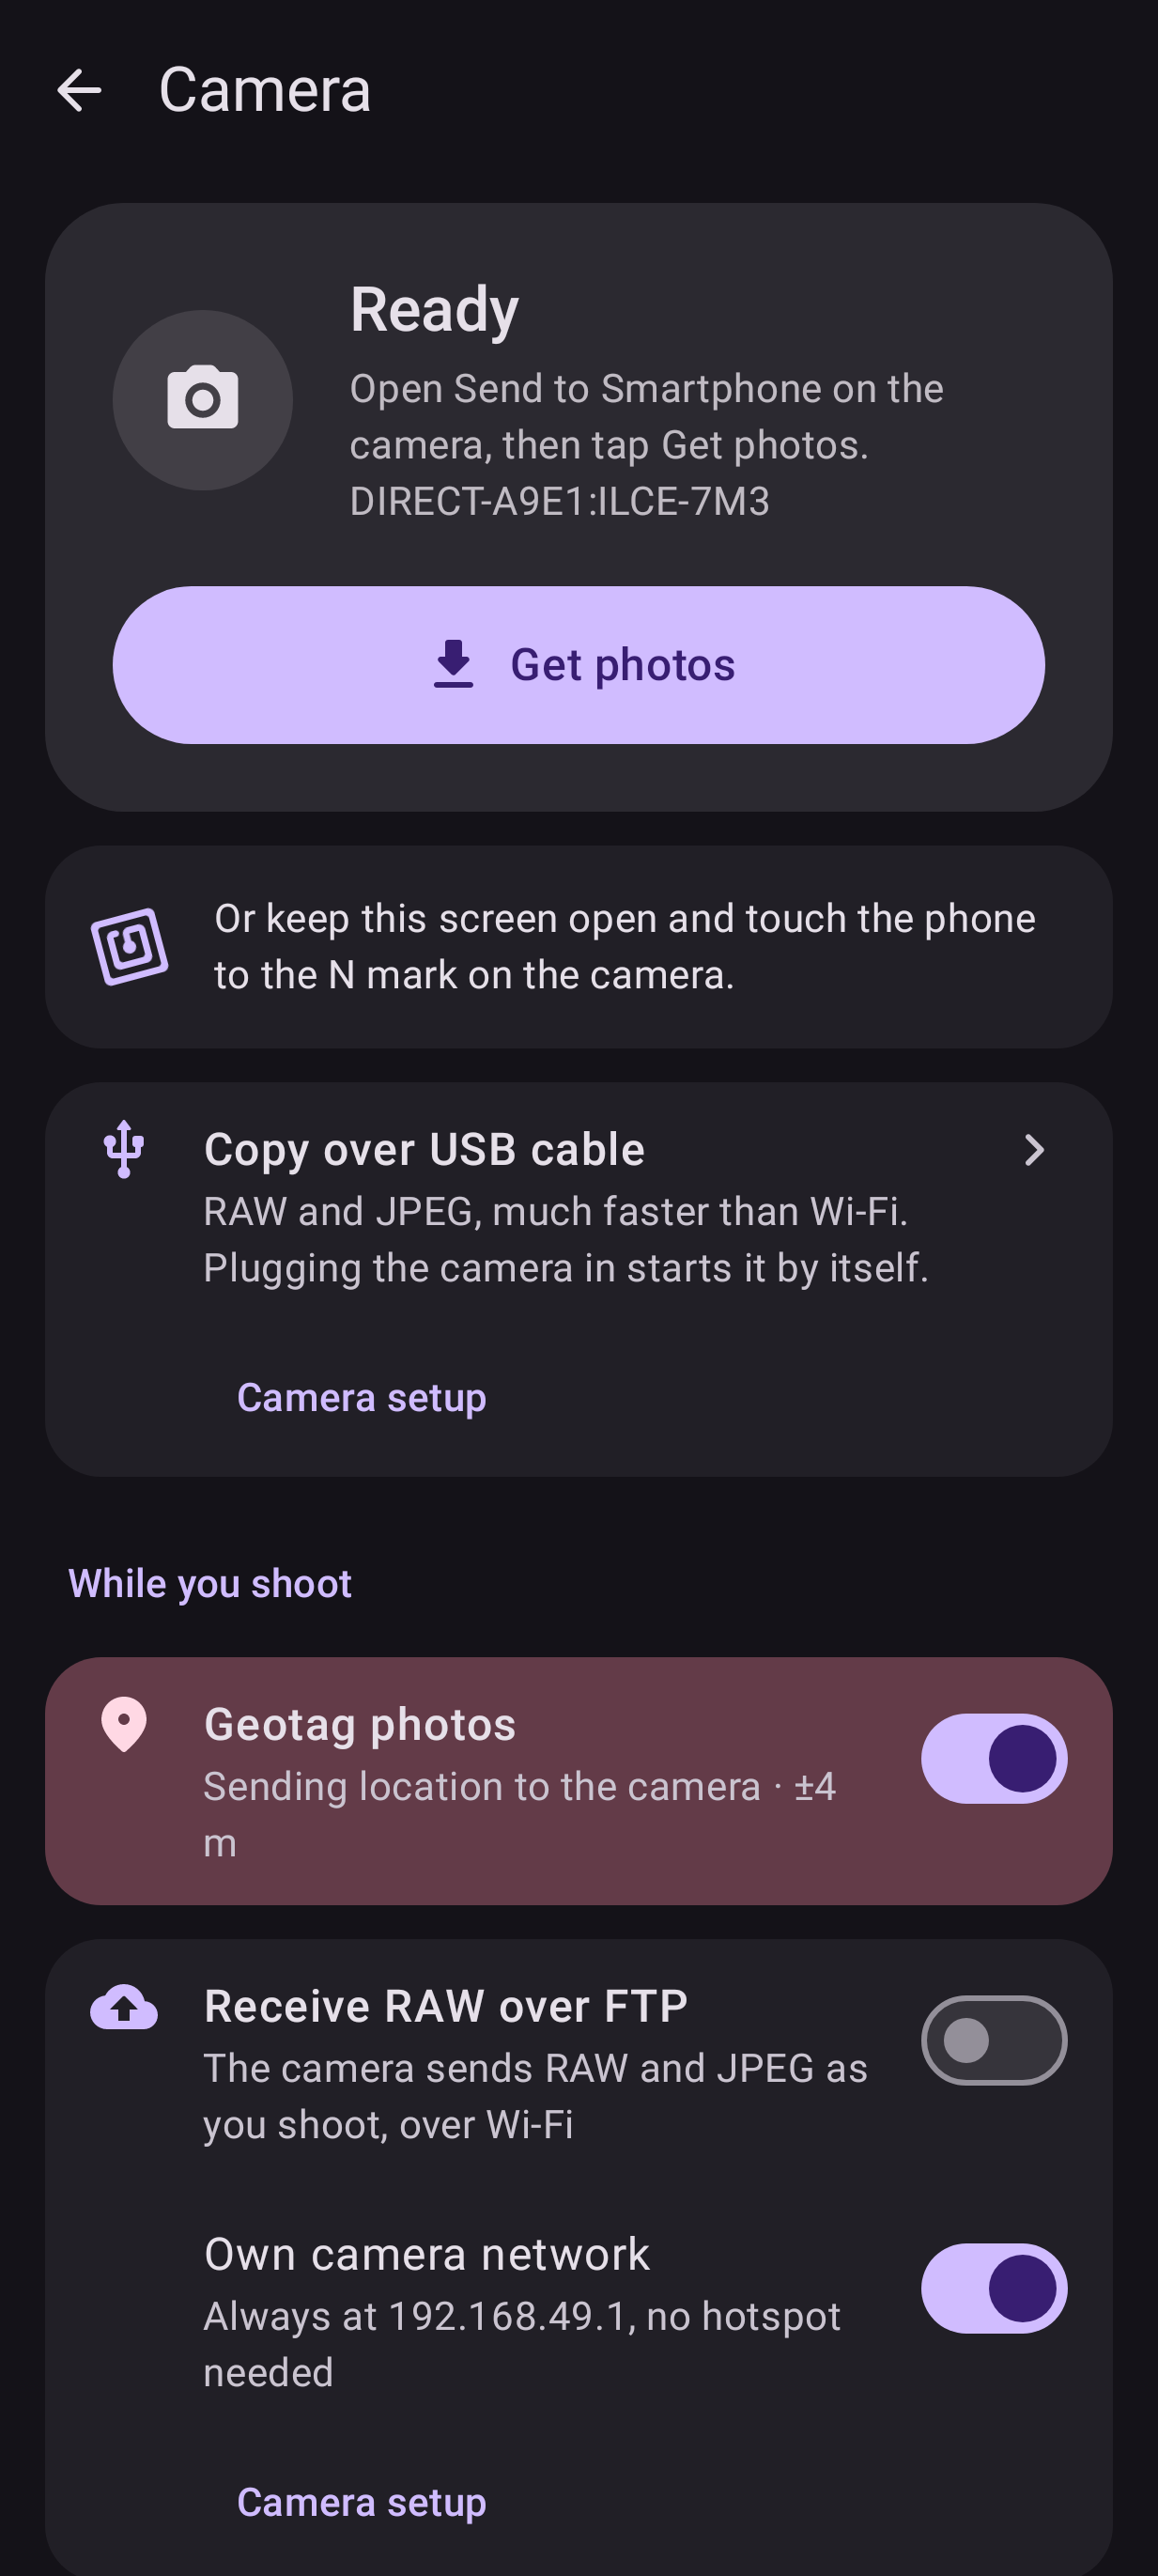 Camera
Ready
Open Send to Smartphone on the
camera, then tap Get photos.
DIRECT-A9E1:ILCE-7M3
Get photos
Or keep this screen open and touch the phone
to the N mark on the camera.
Copy over USB cable
RAW and JPEG, much faster than Wi-Fi.
Plugging the camera in starts it by itself.
Camera setup
While you shoot
Geotag photos
Sending location to the camera · ±4
m
Receive RAW over FTP
The camera sends RAW and JPEG as
you shoot, over Wi-Fi
Own camera network
Always at 192.168.49.1, no hotspot
needed
Camera setup